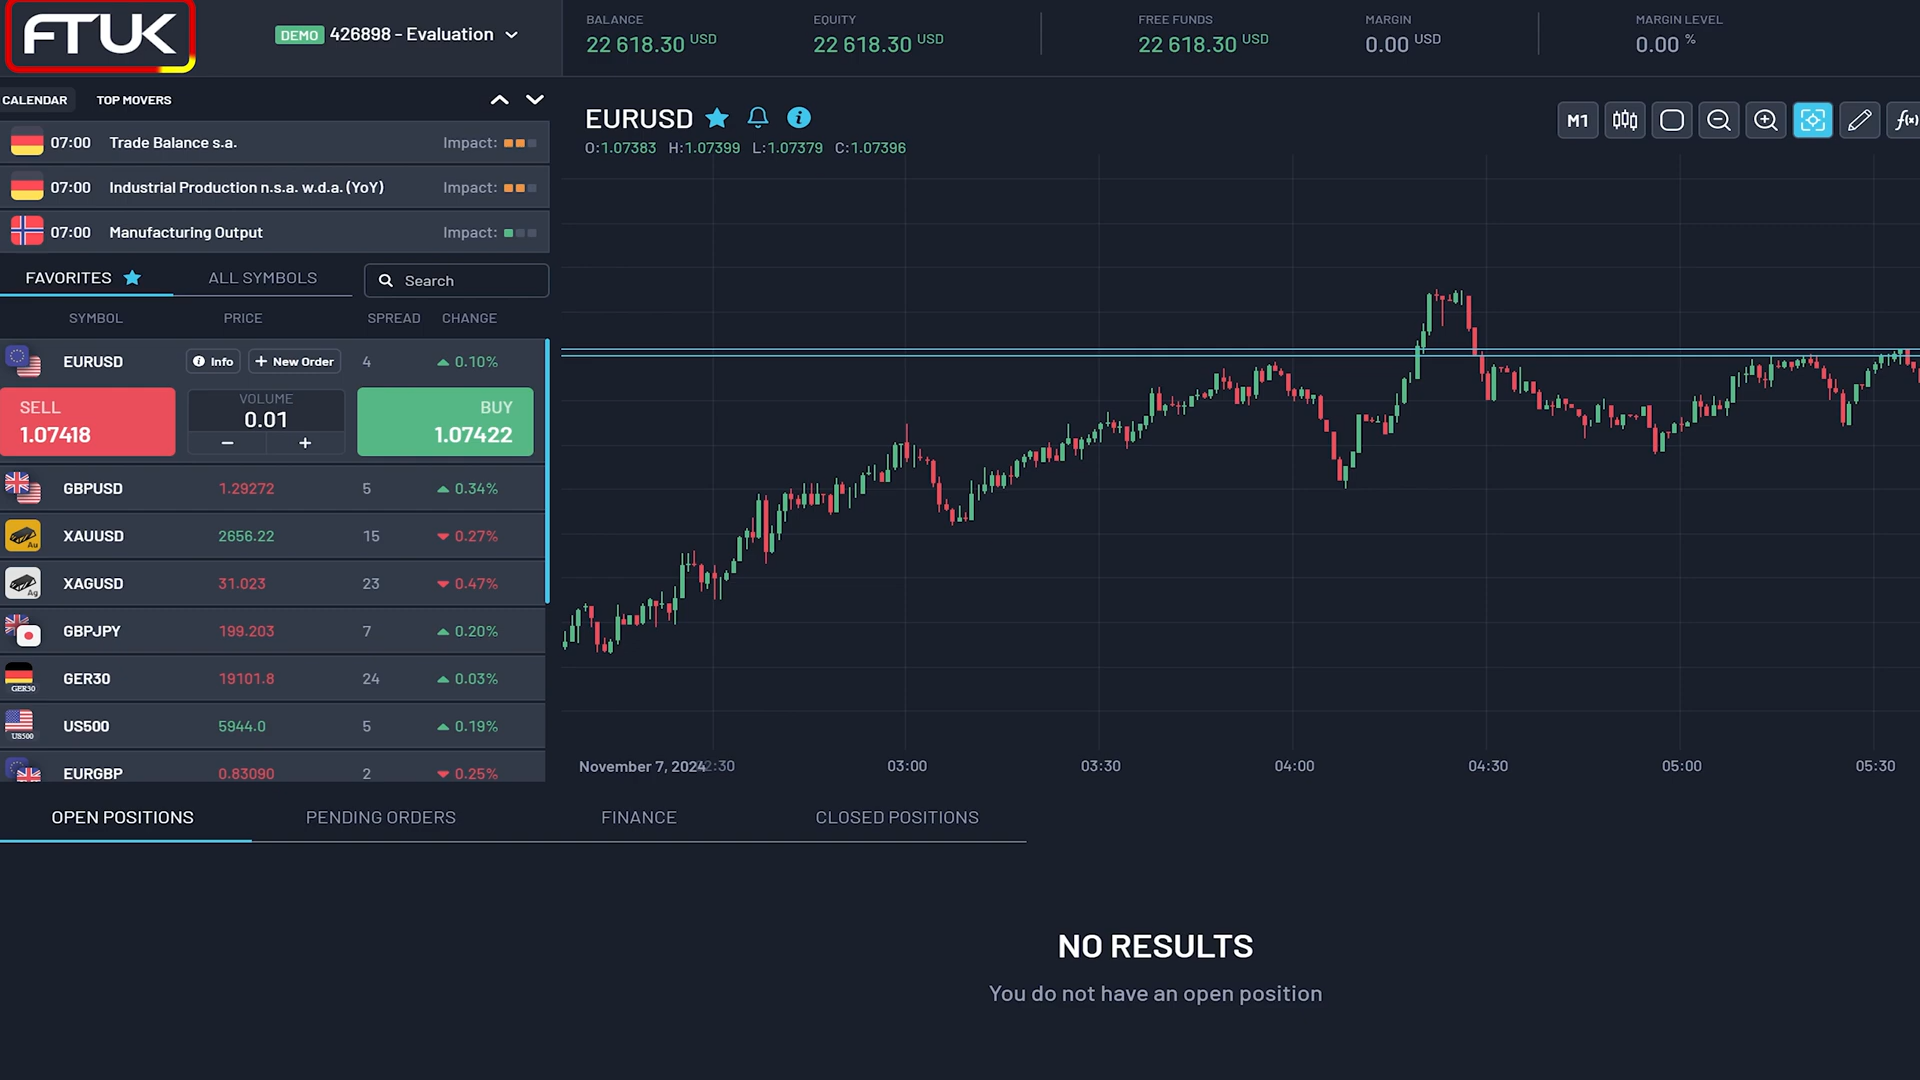 FTUK
DEMO 426898 - Evaluation
BALANCE
22 618.30 USD
EQUITY
22 618.30 USD
FREE FUNDS
22 618.30 USD
MARGIN
0.00 USD
MARGIN LEVEL
0.00 %
CALENDAR TOP MOVERS
07:00 Trade Balance s.a. Impact:
07:00 Industrial Production n.s.a. w.d.a. (YoY) Impact:
07:00 Manufacturing Output Impact:
FAVORITES ALL SYMBOLS Search
SYMBOL PRICE SPREAD CHANGE
EURUSD Info + New Order 4 0.10%
SELL
1.07418
VOLUME
0.01
− +
BUY
1.07422
GBPUSD 1.29272 5 0.34%
XAUUSD 2656.22 15 0.27%
Au
XAGUSD 31.023 23 0.47%
Ag
GBPJPY 199.203 7 0.20%
GER30 19101.8 24 0.03%
GER30
US500 5944.0 5 0.19%
US500
EURGBP 0.83090 2 0.25%
EURUSD
O:1.07383 H:1.07399 L:1.07379 C:1.07396
M1 f(x)
November 7, 2024 02:30 03:00 03:30 04:00 04:30 05:00 05:30
OPEN POSITIONS PENDING ORDERS FINANCE CLOSED POSITIONS
NO RESULTS
You do not have an open position